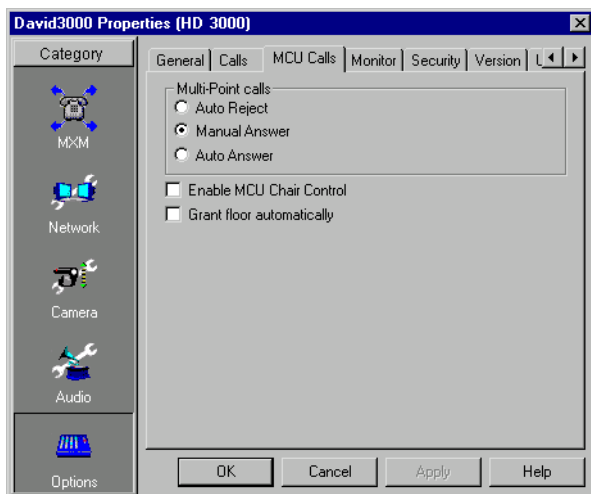 David3000 Properties (HD 3000)
Category
MXM
Network
Camera
Audio
Options
General
Calls
MCU Calls
Monitor
Security
Version
Multi-Point calls
Auto Reject
Manual Answer
Auto Answer
Enable MCU Chair Control
Grant floor automatically
OK
Cancel
Apply
Help